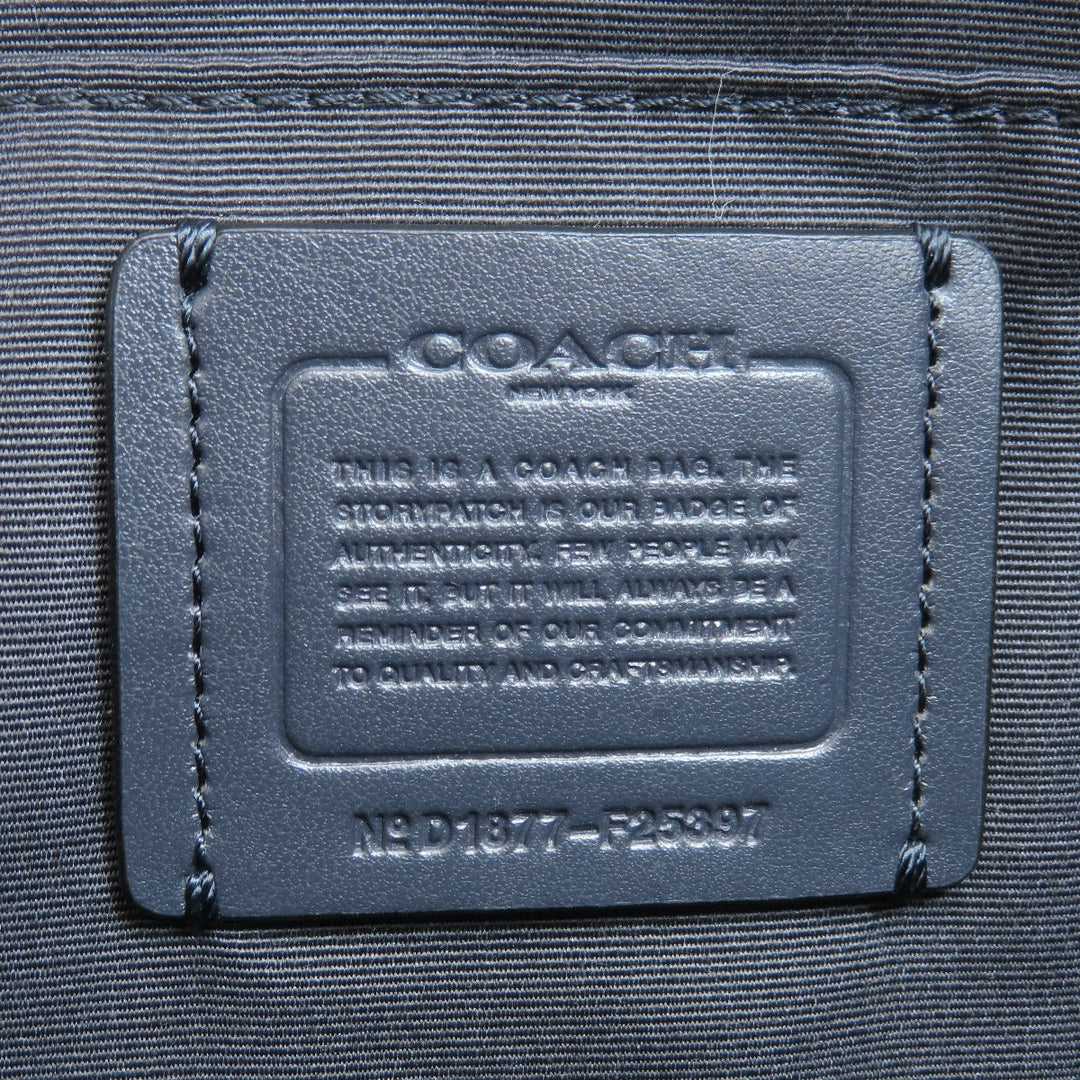 COACH
NEW YORK
THIS IS A COACH BAG. THE
STORYPATCH IS OUR BADGE OF
AUTHENTICITY. FEW PEOPLE MAY
SEE IT, BUT IT WILL ALWAYS BE A
REMINDER OF OUR COMMITMENT
TO QUALITY AND CRAFTSMANSHIP.
Nº D1877-F25397